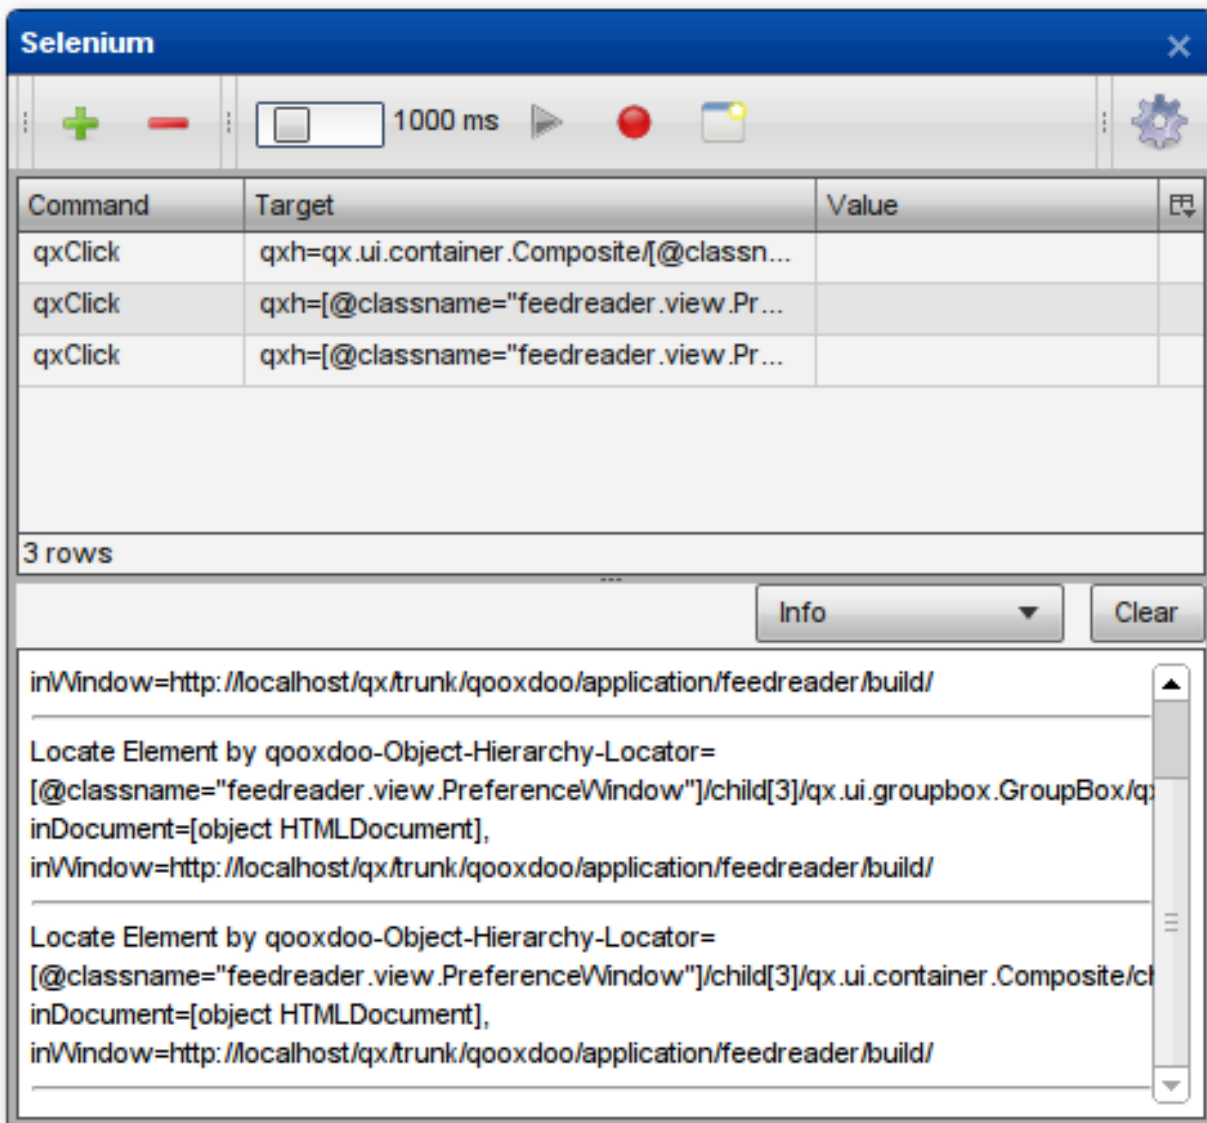 Selenium
1000 ms
Command Target Value
qxClick qxh=qx.ui.container.Composite/[@classn...
qxClick qxh=[@classname="feedreader.view.Pr...
qxClick qxh=[@classname="feedreader.view.Pr...
3 rows
Info Clear
inWindow=http://localhost/qx/trunk/qooxdoo/application/feedreader/build/
Locate Element by qooxdoo-Object-Hierarchy-Locator=
[@classname="feedreader.view.PreferenceWindow"]/child[3]/qx.ui.groupbox.GroupBox/qx
inDocument=[object HTMLDocument],
inWindow=http://localhost/qx/trunk/qooxdoo/application/feedreader/build/
Locate Element by qooxdoo-Object-Hierarchy-Locator=
[@classname="feedreader.view.PreferenceWindow"]/child[3]/qx.ui.container.Composite/ch
inDocument=[object HTMLDocument],
inWindow=http://localhost/qx/trunk/qooxdoo/application/feedreader/build/